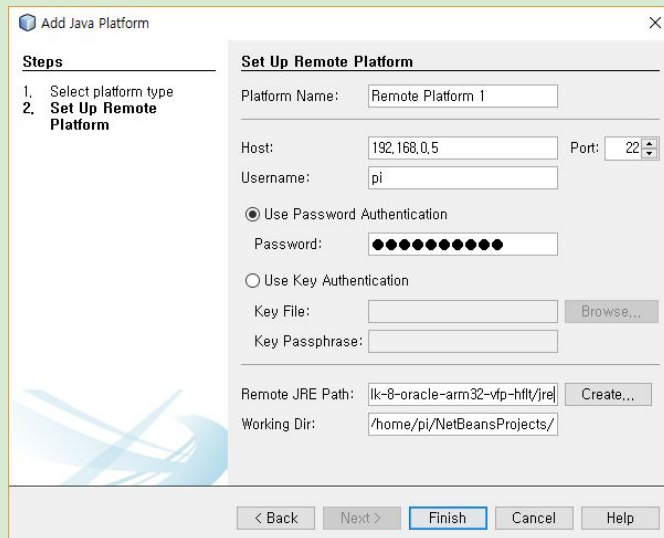 Add Java Platform
Steps
1. Select platform type
2. Set Up Remote
Platform
Set Up Remote Platform
Platform Name: Remote Platform 1
Host: 192.168.0.5 Port: 22
Username: pi
Use Password Authentication
Password: ●●●●●●●●●●
Use Key Authentication
Key File: Browse...
Key Passphrase:
Remote JRE Path: lk-8-oracle-arm32-vfp-hflt/jre Create...
Working Dir: /home/pi/NetBeansProjects/
< Back Next > Finish Cancel Help